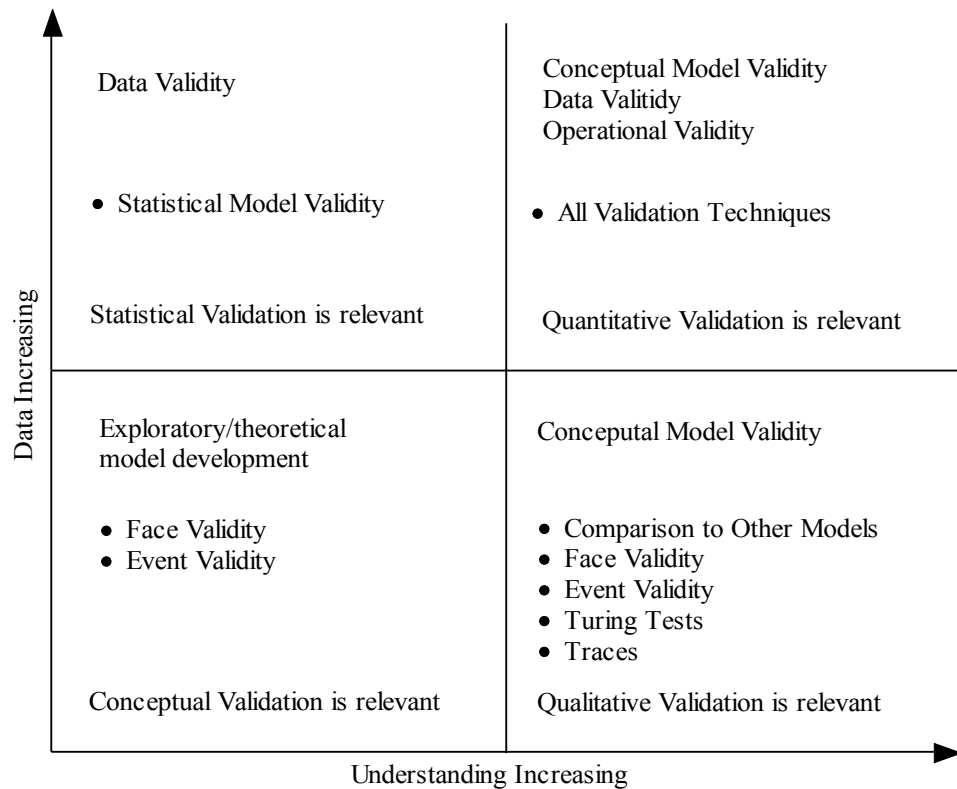 Data Validity
● Statistical Model Validity
Statistical Validation is relevant
Conceptual Model Validity
Data Valitidy
Operational Validity
● All Validation Techniques
Quantitative Validation is relevant
Exploratory/theoretical
model development
● Face Validity
● Event Validity
Conceptual Validation is relevant
Conceputal Model Validity
● Comparison to Other Models
● Face Validity
● Event Validity
● Turing Tests
● Traces
Qualitative Validation is relevant
Data Increasing
Understanding Increasing